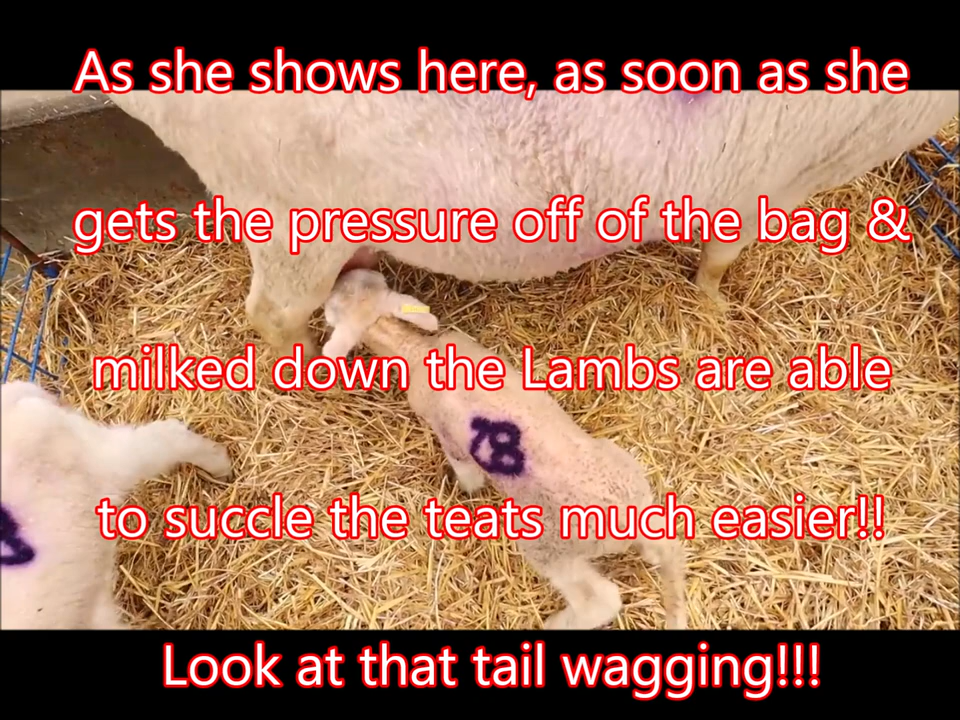 As she shows here, as soon as she
gets the pressure off of the bag &
milked down the Lambs are able
78
to succle the teats much easier!!
Look at that tail wagging!!!